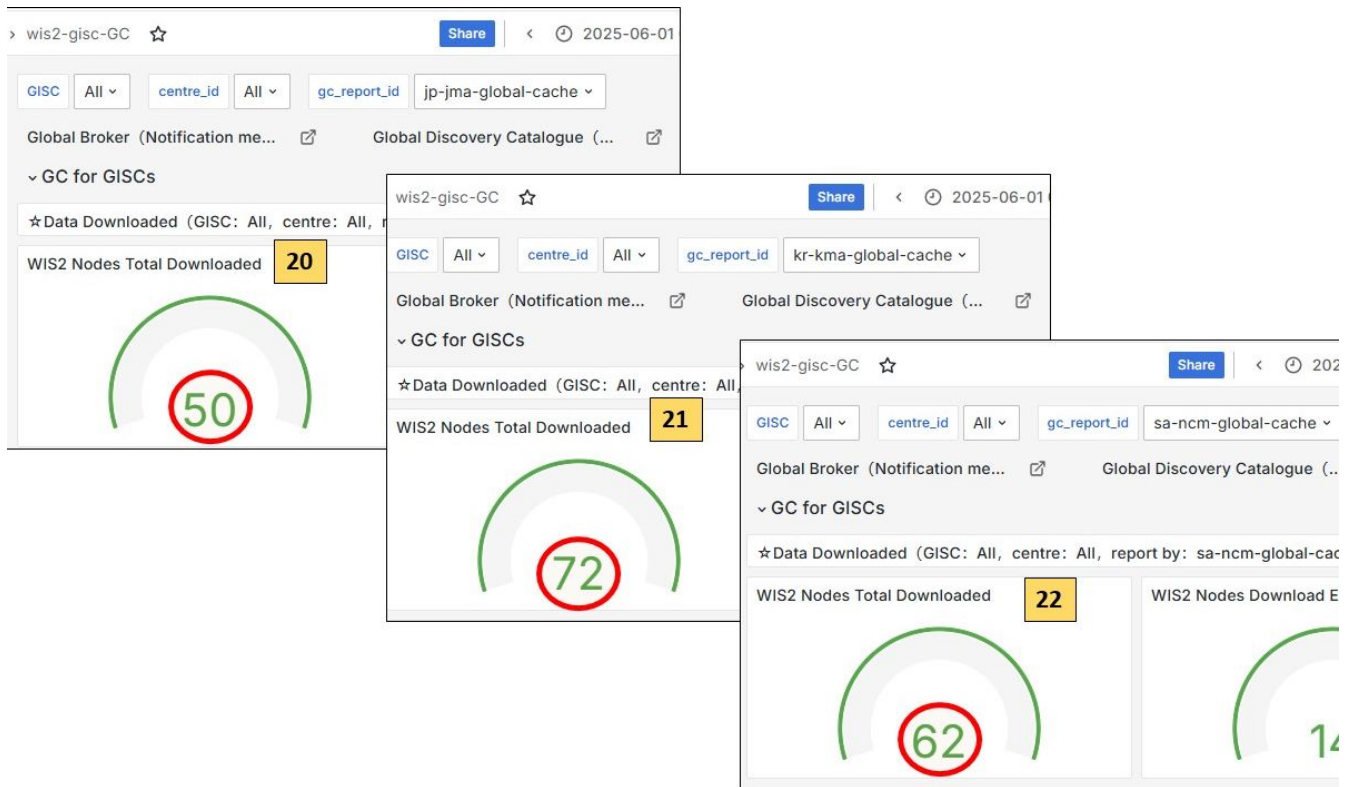 wis2-gisc-GC
Share
2025-06-01
GISC All centre_id All gc_report_id jp-jma-global-cache
Global Broker (Notification me... Global Discovery Catalogue (...
GC for GISCs
☆Data Downloaded (GISC: All, centre: All, r
WIS2 Nodes Total Downloaded
20
50
wis2-gisc-GC
Share
2025-06-01
GISC All centre_id All gc_report_id kr-kma-global-cache
Global Broker (Notification me... Global Discovery Catalogue (...
GC for GISCs
☆Data Downloaded (GISC: All, centre: All,
WIS2 Nodes Total Downloaded
21
72
wis2-gisc-GC
Share
202
GISC All centre_id All gc_report_id sa-ncm-global-cache
Global Broker (Notification me... Global Discovery Catalogue (..
GC for GISCs
☆Data Downloaded (GISC: All, centre: All, report by: sa-ncm-global-cac
WIS2 Nodes Total Downloaded
22
62
WIS2 Nodes Download E
14